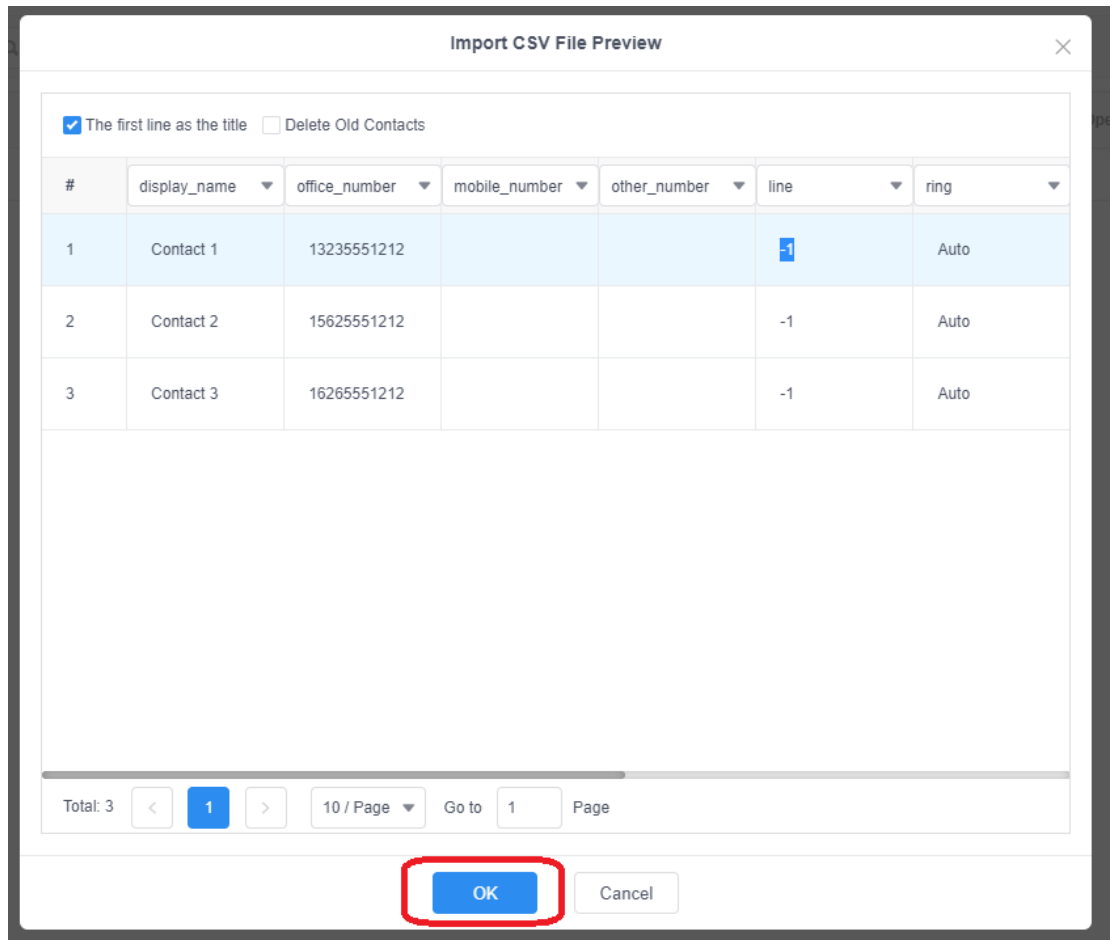 Import CSV File Preview
The first line as the title Delete Old Contacts
# display_name office_number mobile_number other_number line ring
1 Contact 1 13235551212 -1 Auto
2 Contact 2 15625551212 -1 Auto
3 Contact 3 16265551212 -1 Auto
Total: 3 < 1 > 10 / Page Go to 1 Page
OK Cancel